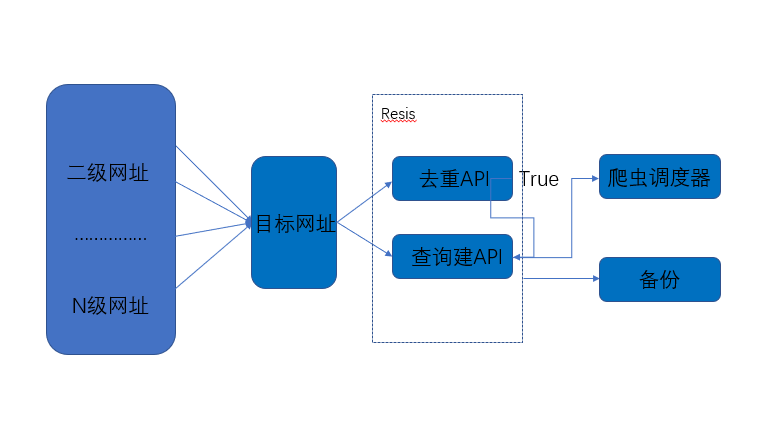 二级网址
……………
N级网址
目标网址
Resis
去重API
True
查询建API
爬虫调度器
备份